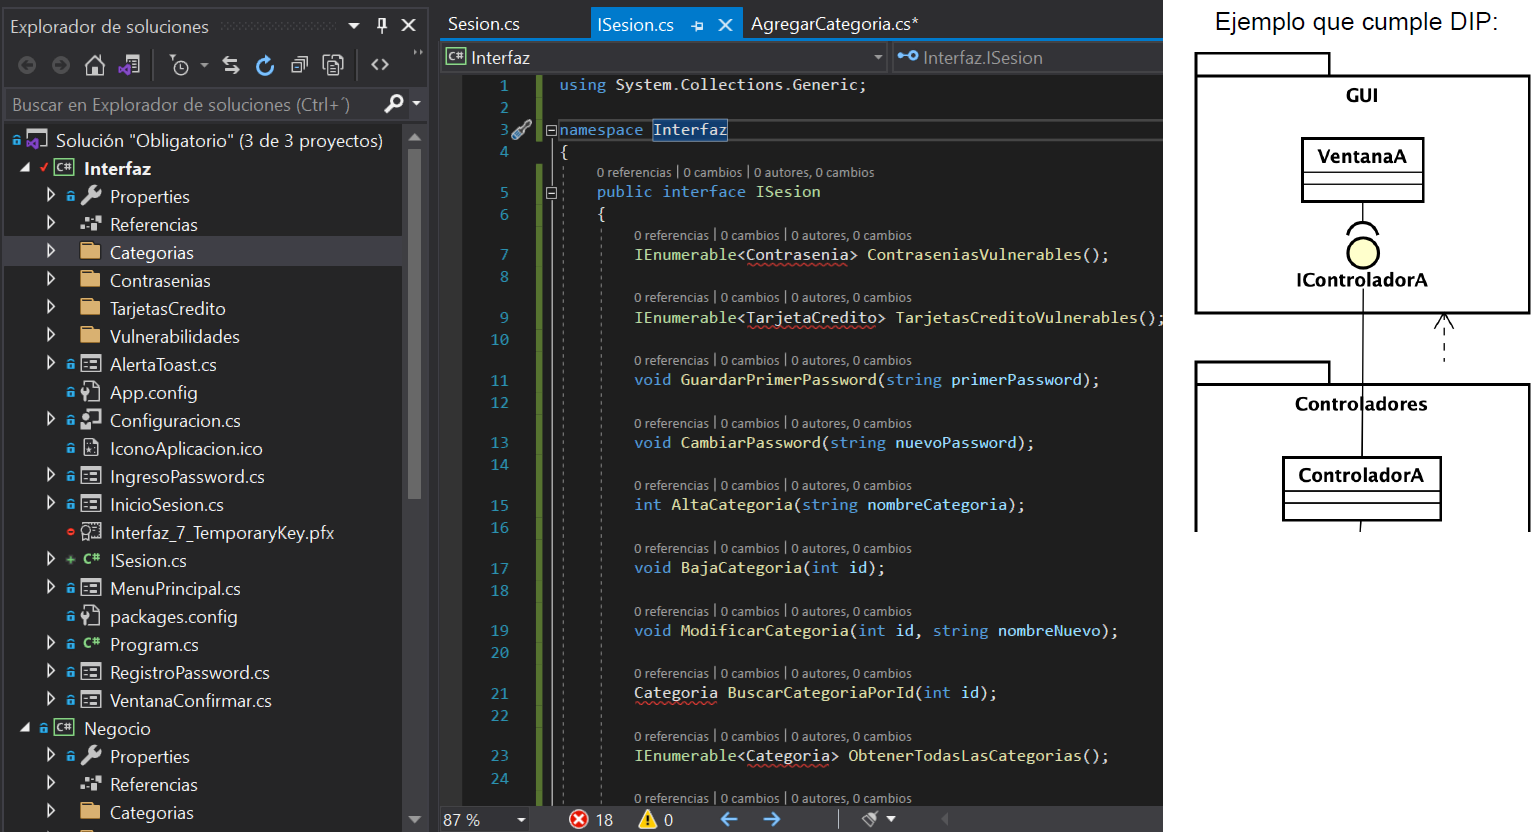 Explorador de soluciones
Buscar en Explorador de soluciones (Ctrl+´)
Solución "Obligatorio" (3 de 3 proyectos)
C# Interfaz
Properties
Referencias
Categorias
Contrasenias
TarjetasCredito
Vulnerabilidades
AlertaToast.cs
App.config
Configuracion.cs
IconoAplicacion.ico
IngresoPassword.cs
InicioSesion.cs
Interfaz_7_TemporaryKey.pfx
C# ISesion.cs
MenuPrincipal.cs
packages.config
C# Program.cs
RegistroPassword.cs
VentanaConfirmar.cs
C# Negocio
Properties
Referencias
Categorias
Sesion.cs ISesion.cs AgregarCategoria.cs*
C# Interfaz Interfaz.ISesion
1 using System.Collections.Generic;
2
3 namespace Interfaz
4 {
0 referencias | 0 cambios | 0 autores, 0 cambios
5 public interface ISesion
6 {
0 referencias | 0 cambios | 0 autores, 0 cambios
7 IEnumerable<Contrasenia> ContraseniasVulnerables();
8
0 referencias | 0 cambios | 0 autores, 0 cambios
9 IEnumerable<TarjetaCredito> TarjetasCreditoVulnerables();
10
0 referencias | 0 cambios | 0 autores, 0 cambios
11 void GuardarPrimerPassword(string primerPassword);
12
0 referencias | 0 cambios | 0 autores, 0 cambios
13 void CambiarPassword(string nuevoPassword);
14
0 referencias | 0 cambios | 0 autores, 0 cambios
15 int AltaCategoria(string nombreCategoria);
16
0 referencias | 0 cambios | 0 autores, 0 cambios
17 void BajaCategoria(int id);
18
0 referencias | 0 cambios | 0 autores, 0 cambios
19 void ModificarCategoria(int id, string nombreNuevo);
20
0 referencias | 0 cambios | 0 autores, 0 cambios
21 Categoria BuscarCategoriaPorId(int id);
22
0 referencias | 0 cambios | 0 autores, 0 cambios
23 IEnumerable<Categoria> ObtenerTodasLasCategorias();
24
0 referencias | 0 cambios | 0 autores, 0 cambios
87 % 18 0
Ejemplo que cumple DIP:
GUI
VentanaA
IControladorA
Controladores
ControladorA